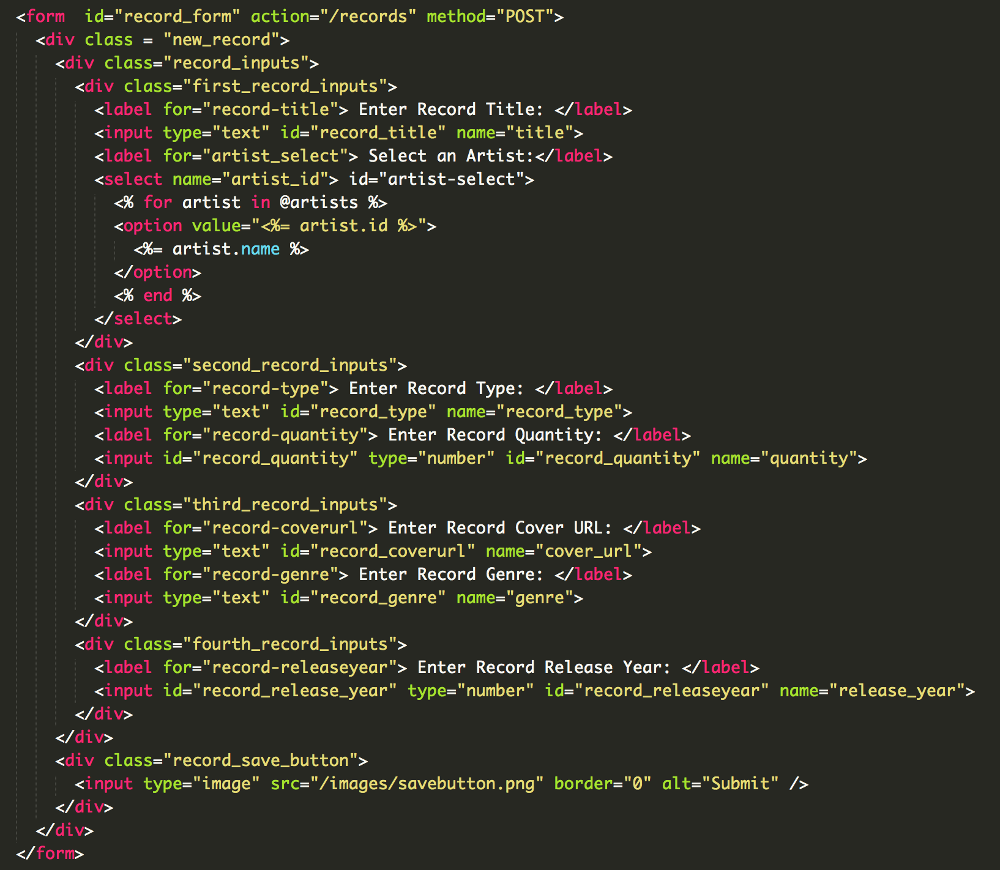 <form  id="record_form" action="/records" method="POST">
  <div class = "new_record">
    <div class="record_inputs">
      <div class="first_record_inputs">
        <label for="record-title"> Enter Record Title: </label>
        <input type="text" id="record_title" name="title">
        <label for="artist_select"> Select an Artist:</label>
        <select name="artist_id"> id="artist-select">
          <% for artist in @artists %>
          <option value="<%= artist.id %>">
            <%= artist.name %>
          </option>
          <% end %>
        </select>
      </div>
      <div class="second_record_inputs">
        <label for="record-type"> Enter Record Type: </label>
        <input type="text" id="record_type" name="record_type">
        <label for="record-quantity"> Enter Record Quantity: </label>
        <input id="record_quantity" type="number" id="record_quantity" name="quantity">
      </div>
      <div class="third_record_inputs">
        <label for="record-coverurl"> Enter Record Cover URL: </label>
        <input type="text" id="record_coverurl" name="cover_url">
        <label for="record-genre"> Enter Record Genre: </label>
        <input type="text" id="record_genre" name="genre">
      </div>
      <div class="fourth_record_inputs">
        <label for="record-releaseyear"> Enter Record Release Year: </label>
        <input id="record_release_year" type="number" id="record_releaseyear" name="release_year">
      </div>
    </div>
    <div class="record_save_button">
      <input type="image" src="/images/savebutton.png" border="0" alt="Submit" />
    </div>
  </div>
</form>